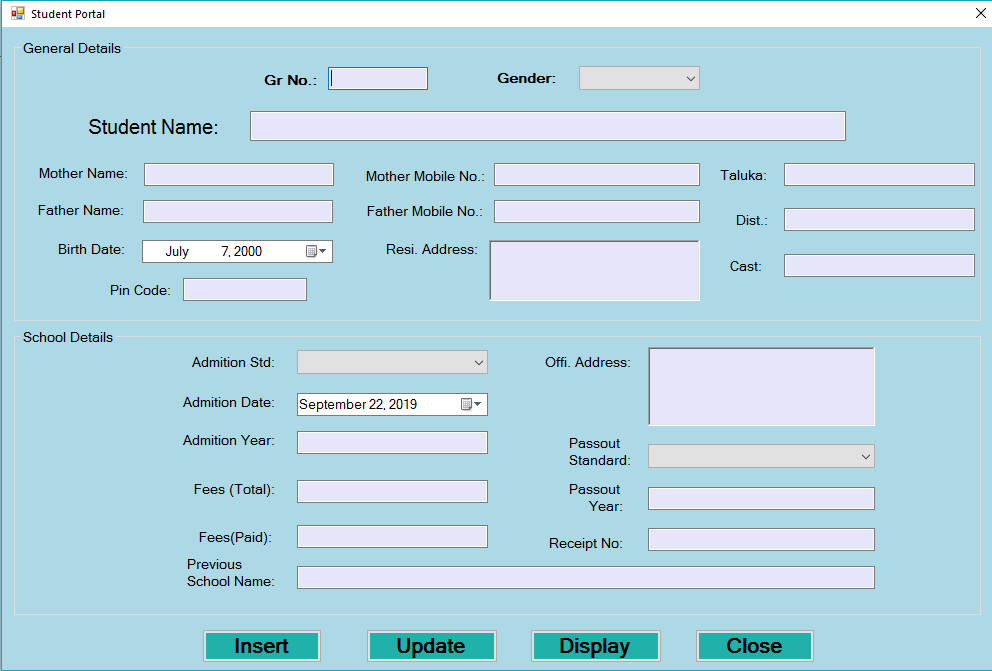 Student Portal
General Details
Gr No.:
Gender:
Student Name:
Mother Name:
Mother Mobile No.:
Taluka:
Father Name:
Father Mobile No.:
Dist.:
Birth Date:
July 7, 2000
Resi. Address:
Cast:
Pin Code:
School Details
Admition Std:
Offi. Address:
Admition Date:
September 22, 2019
Admition Year:
Passout
Standard:
Fees (Total):
Passout
Year:
Fees(Paid):
Receipt No:
Previous
School Name:
Insert
Update
Display
Close